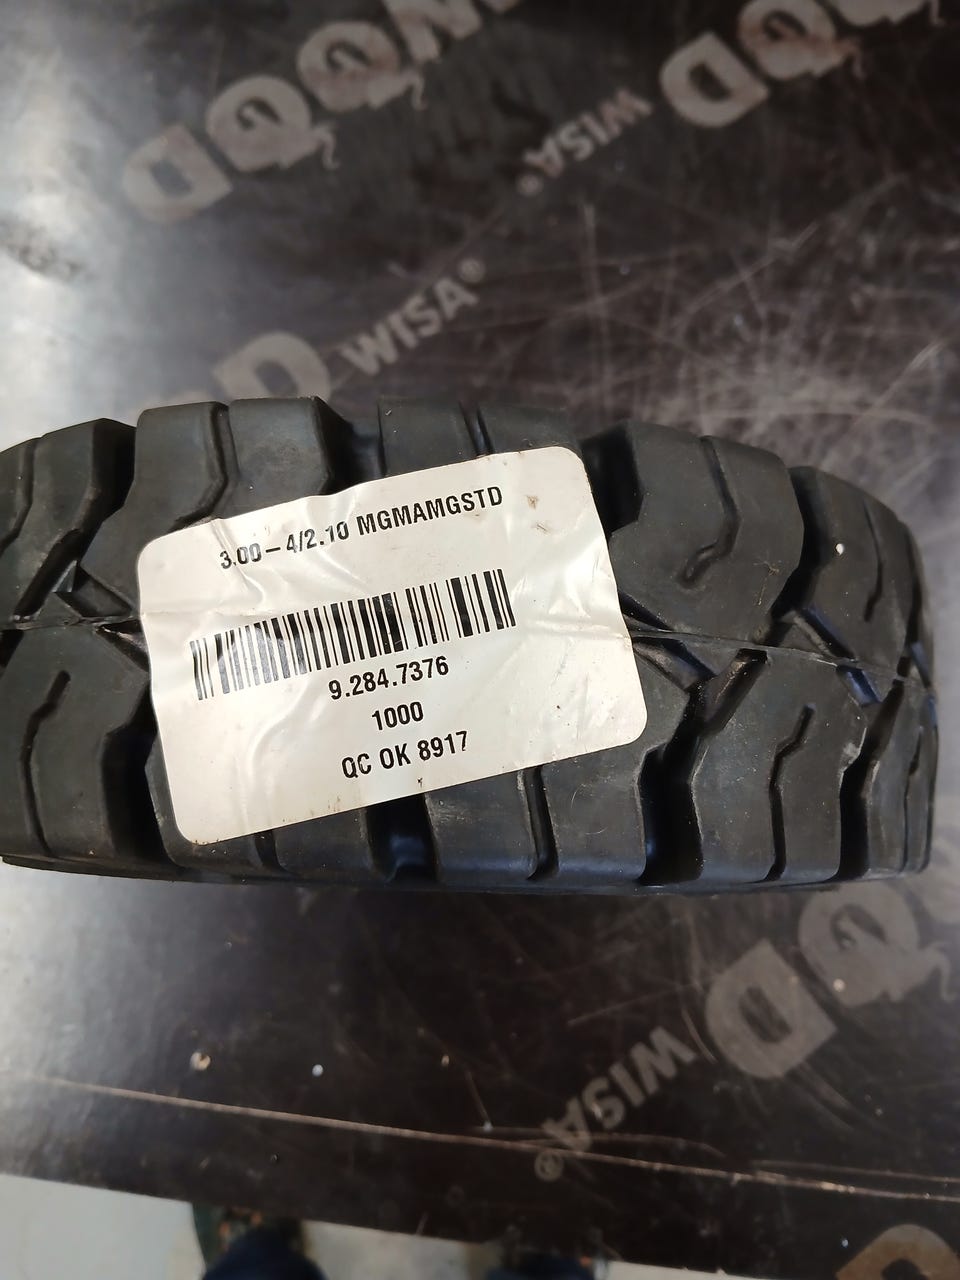 WISA®
WISA®
3.00-4/2.10 MGMAMGSTD
9.284.7376
1000
QC OK 8917
WISA®